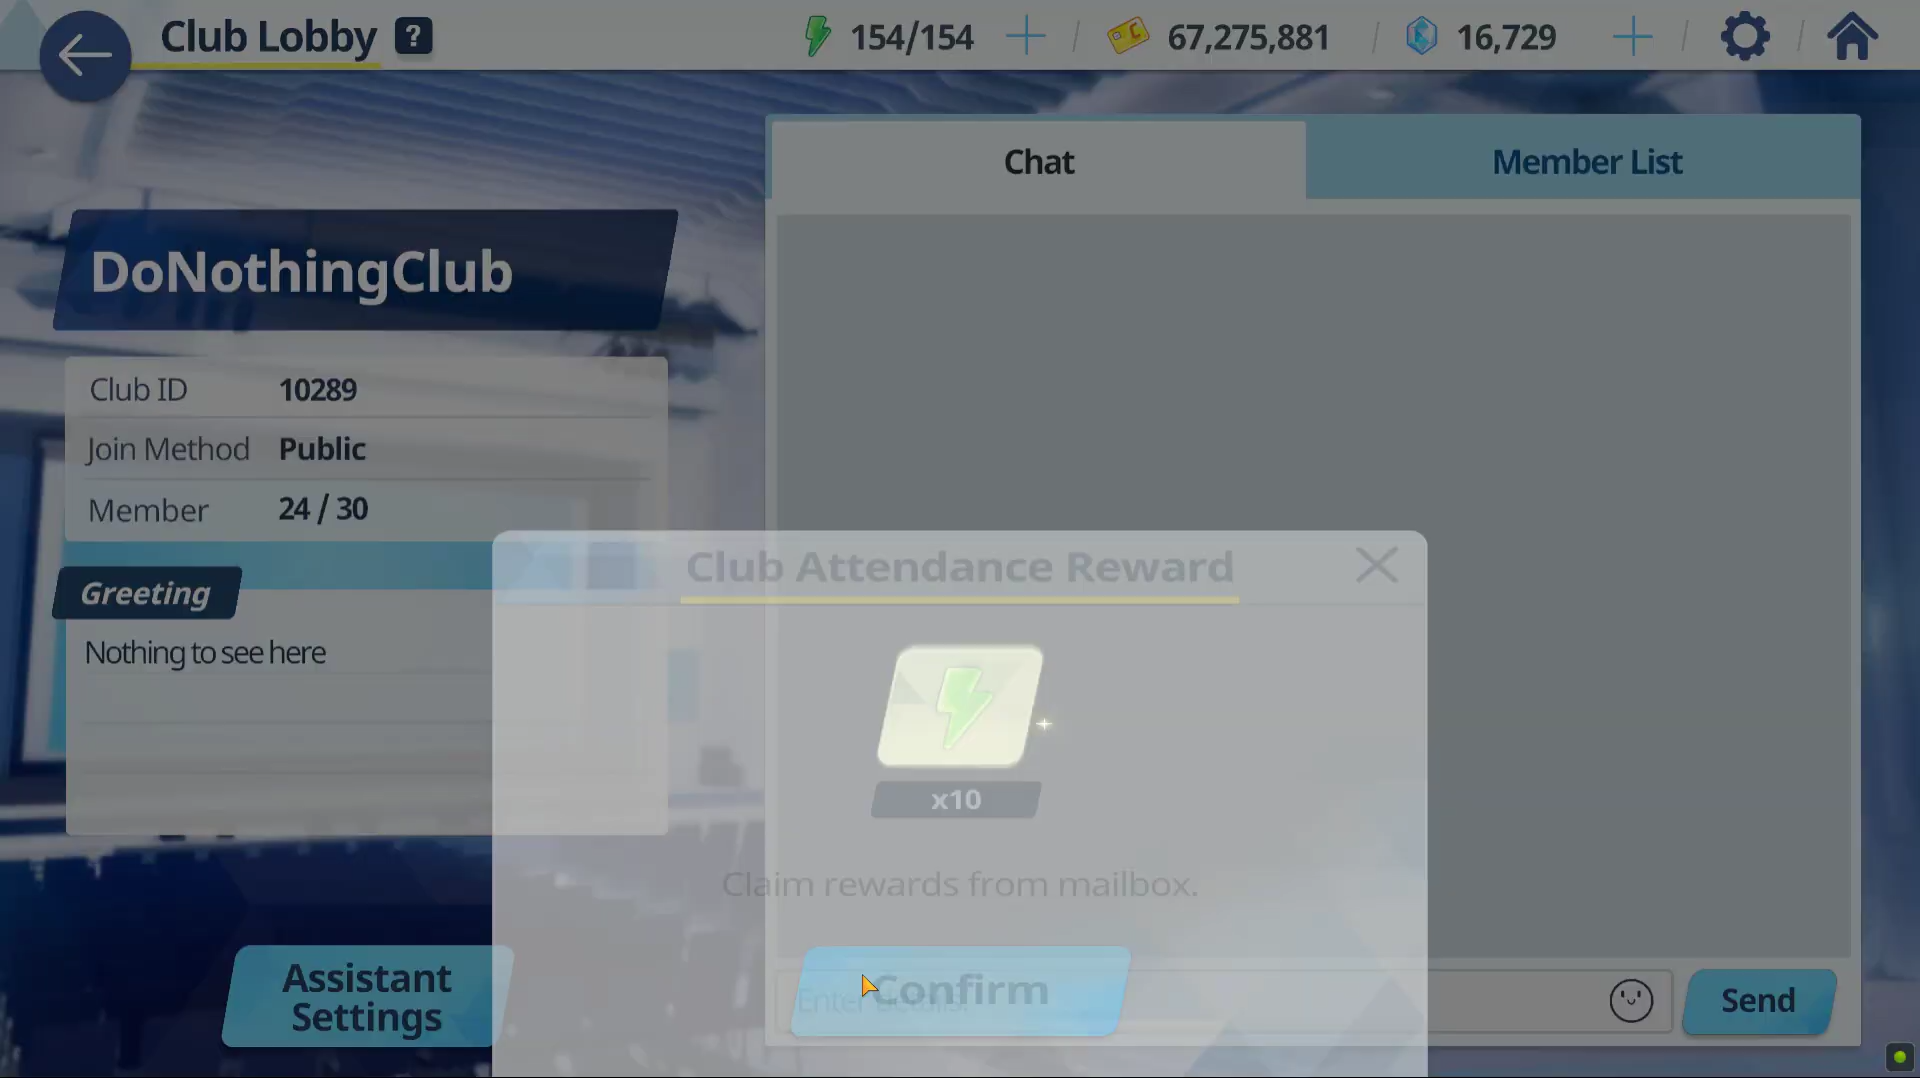 Club Lobby
?
154/154
67,275,881
16,729
Chat
Member List
DoNothingClub
Club ID 10289
Join Method Public
Member 24 / 30
Greeting
Nothing to see here
Club Attendance Reward
x10
Claim rewards from mailbox.
Confirm
Enter details.
Assistant
Settings
Send